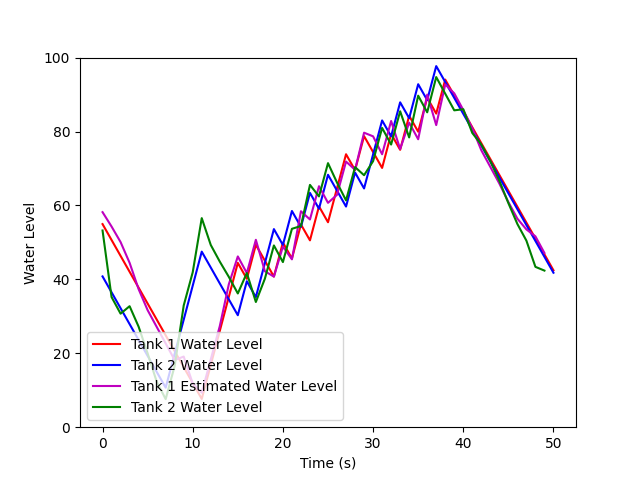 100
80
60
40
20
0
Water Level
Tank 1 Water Level
Tank 2 Water Level
Tank 1 Estimated Water Level
Tank 2 Water Level
0 10 20 30 40 50
Time (s)